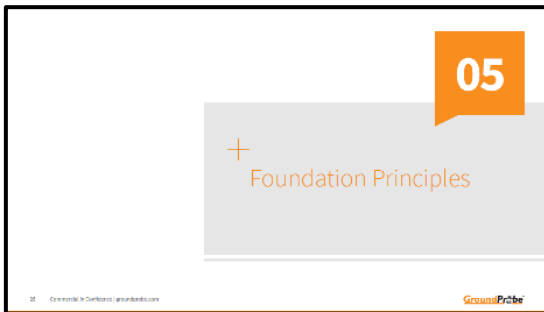 05
+
Foundation Principles
Commercial in Confidence | groundprobe.com
GroundProbe